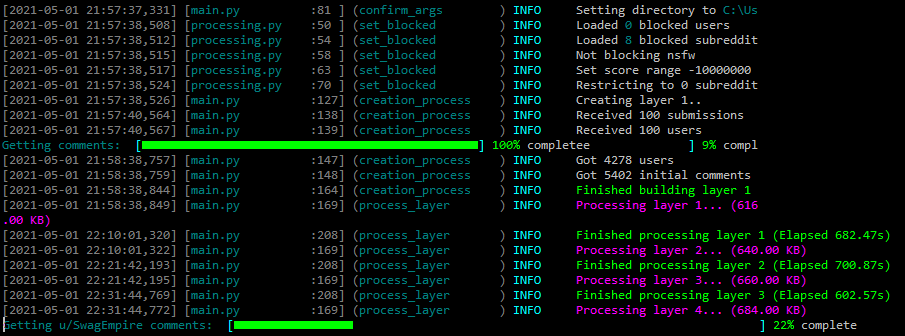 [2021-05-01 21:57:37,331] [main.py :81 ] (confirm_args ) INFO Setting directory to C:\Us
[2021-05-01 21:57:38,508] [processing.py :50 ] (set_blocked ) INFO Loaded 0 blocked users
[2021-05-01 21:57:38,512] [processing.py :54 ] (set_blocked ) INFO Loaded 8 blocked subreddit
[2021-05-01 21:57:38,515] [processing.py :58 ] (set_blocked ) INFO Not blocking nsfw
[2021-05-01 21:57:38,517] [processing.py :63 ] (set_blocked ) INFO Set score range -10000000
[2021-05-01 21:57:38,524] [processing.py :70 ] (set_blocked ) INFO Restricting to 0 subreddit
[2021-05-01 21:57:38,526] [main.py :127] (creation_process ) INFO Creating layer 1..
[2021-05-01 21:57:40,564] [main.py :138] (creation_process ) INFO Received 100 submissions
[2021-05-01 21:57:40,567] [main.py :139] (creation_process ) INFO Received 100 users
Getting comments: [ ] 100% completee ] 9% compl
[2021-05-01 21:58:38,757] [main.py :147] (creation_process ) INFO Got 4278 users
[2021-05-01 21:58:38,759] [main.py :148] (creation_process ) INFO Got 5402 initial comments
[2021-05-01 21:58:38,844] [main.py :164] (creation_process ) INFO Finished building layer 1
[2021-05-01 21:58:38,849] [main.py :169] (process_layer ) INFO Processing layer 1... (616
.00 KB)
[2021-05-01 22:10:01,320] [main.py :208] (process_layer ) INFO Finished processing layer 1 (Elapsed 682.47s)
[2021-05-01 22:10:01,322] [main.py :169] (process_layer ) INFO Processing layer 2... (640.00 KB)
[2021-05-01 22:21:42,193] [main.py :208] (process_layer ) INFO Finished processing layer 2 (Elapsed 700.87s)
[2021-05-01 22:21:42,195] [main.py :169] (process_layer ) INFO Processing layer 3... (660.00 KB)
[2021-05-01 22:31:44,769] [main.py :208] (process_layer ) INFO Finished processing layer 3 (Elapsed 602.57s)
[2021-05-01 22:31:44,772] [main.py :169] (process_layer ) INFO Processing layer 4... (684.00 KB)
Getting u/SwagEmpire comments: [ ] 22% complete